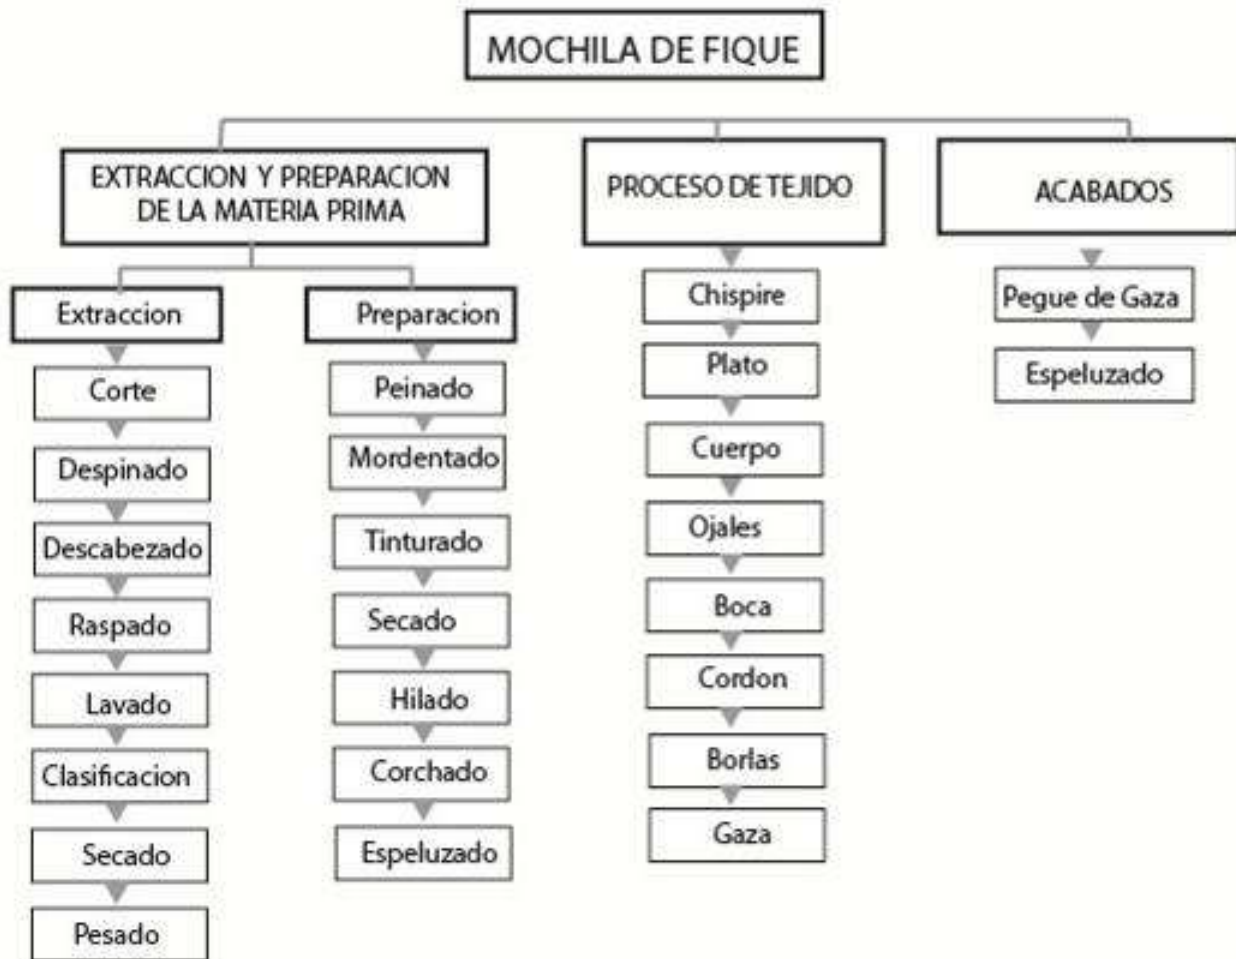 MOCHILA DE FIQUE
EXTRACCION Y PREPARACION
DE LA MATERIA PRIMA
PROCESO DE TEJIDO
ACABADOS
Extraccion
Corte
Despinado
Descabezado
Raspado
Lavado
Clasificacion
Secado
Pesado
Preparacion
Peinado
Mordentado
Tinturado
Secado
Hilado
Corchado
Espeluzado
Chispire
Plato
Cuerpo
Ojales
Boca
Cordon
Borlas
Gaza
Pegue de Gaza
Espeluzado